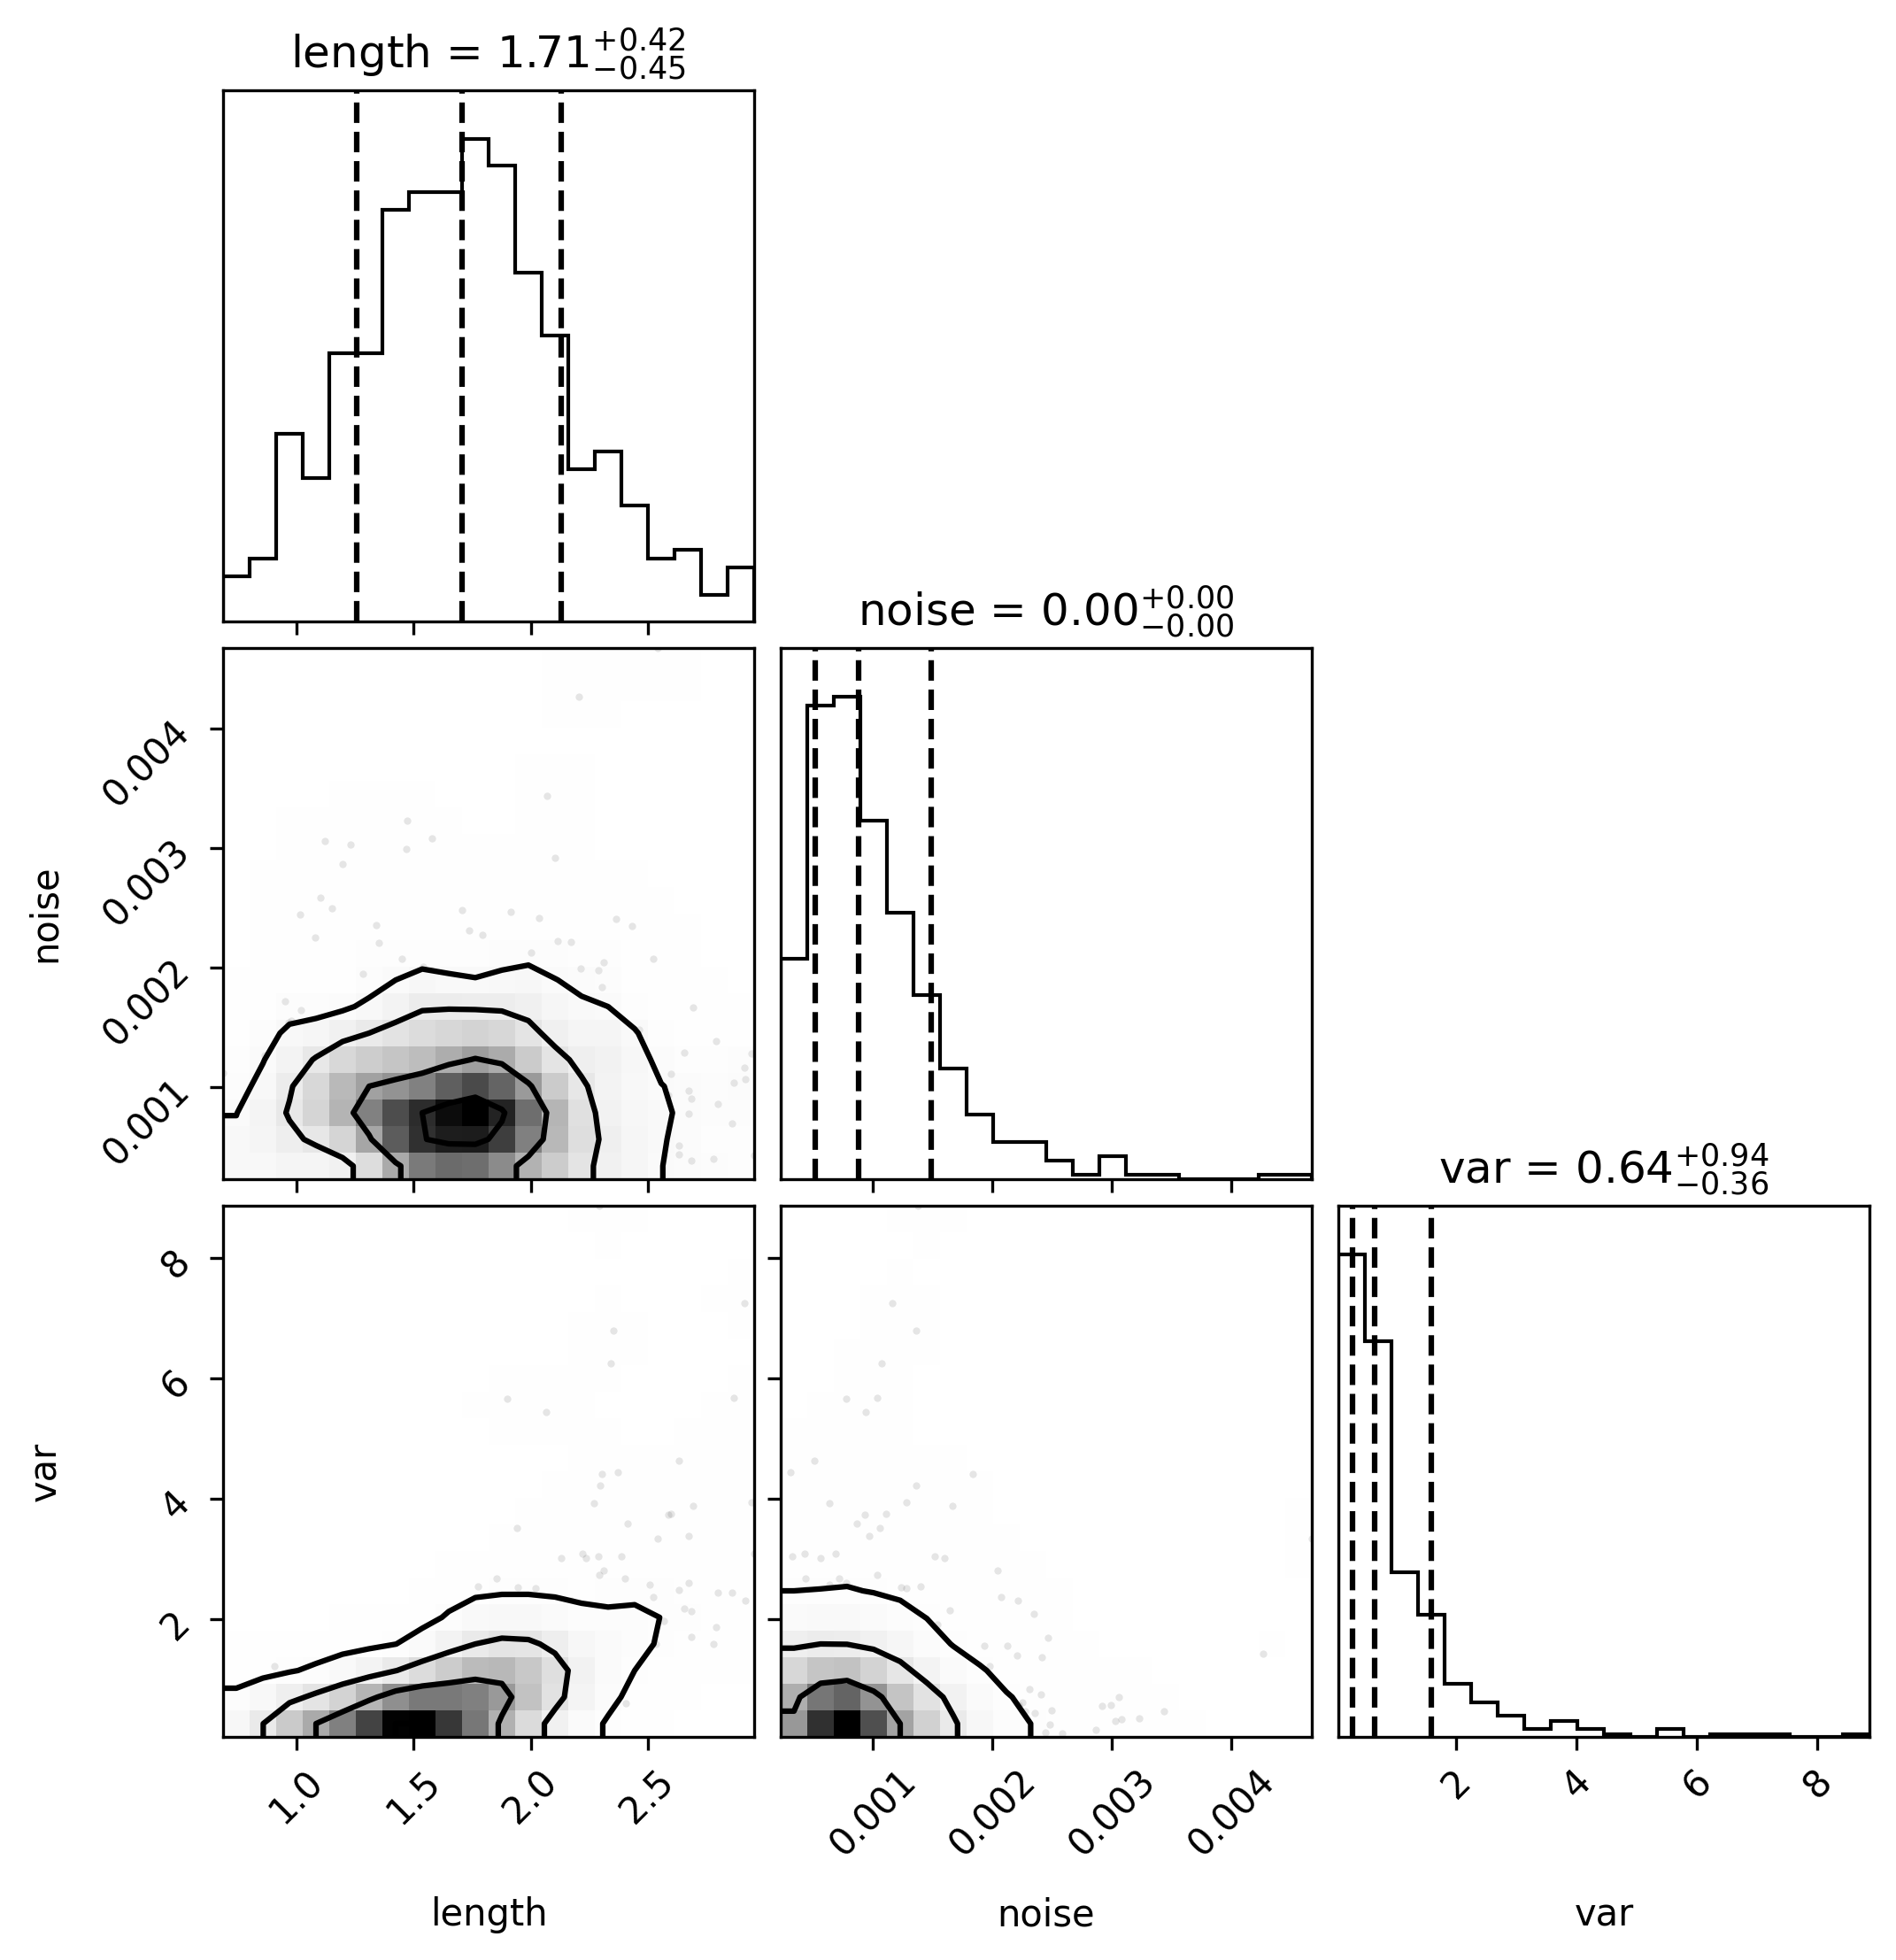 length = 1.71 +0.42 −0.45
noise = 0.00 +0.00 −0.00
0.004
0.003
0.002
0.001
noise
var = 0.64 +0.94 −0.36
8
6
4
2
var
1.0 1.5 2.0 2.5 0.001 0.002 0.003 0.004 2 4 6 8
length noise var